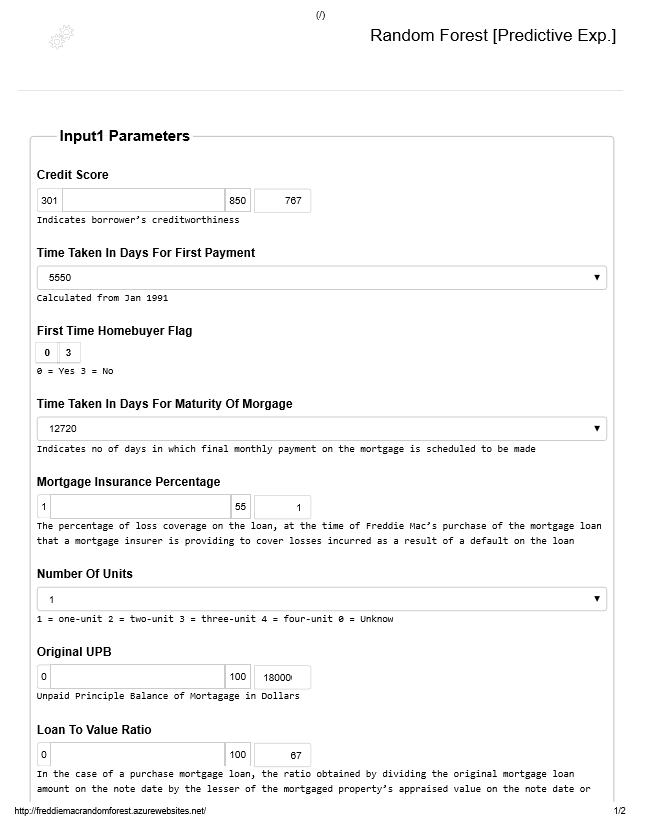 (/)
Random Forest [Predictive Exp.]
Input1 Parameters
Credit Score
301 850 767
Indicates borrower's creditworthiness
Time Taken In Days For First Payment
5550
Calculated from Jan 1991
First Time Homebuyer Flag
0 3
0 = Yes 3 = No
Time Taken In Days For Maturity Of Morgage
12720
Indicates no of days in which final monthly payment on the mortgage is scheduled to be made
Mortgage Insurance Percentage
1 55 1
The percentage of loss coverage on the loan, at the time of Freddie Mac's purchase of the mortgage loan
that a mortgage insurer is providing to cover losses incurred as a result of a default on the loan
Number Of Units
1
1 = one-unit 2 = two-unit 3 = three-unit 4 = four-unit 0 = Unknow
Original UPB
0 100 18000
Unpaid Principle Balance of Mortagage in Dollars
Loan To Value Ratio
0 100 67
In the case of a purchase mortgage loan, the ratio obtained by dividing the original mortgage loan
amount on the note date by the lesser of the mortgaged property's appraised value on the note date or
http://freddiemacrandomforest.azurewebsites.net/ 1/2